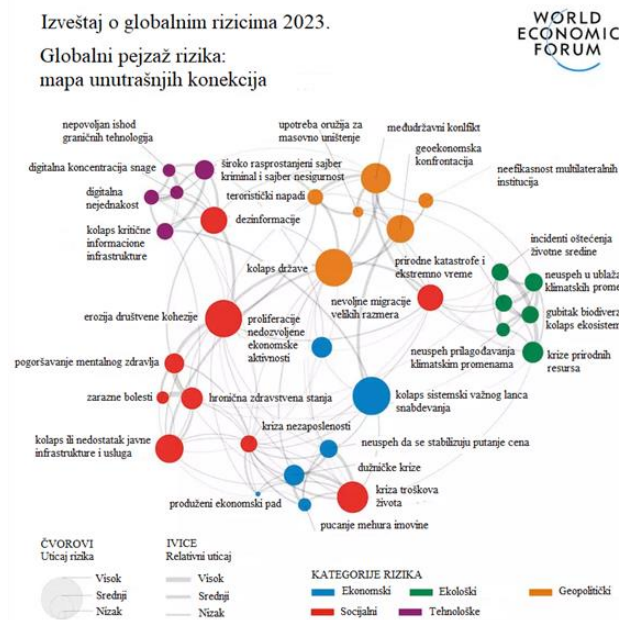 Izveštaj o globalnim rizicima 2023.
WORLD
ECONOMIC
FORUM
Globalni pejzaž rizika:
mapa unutrašnjih konekcija
nepovoljan ishod
graničnih tehnologija
upotreba oružija za
masovno uništenje
međudržavni konlfikt
geoekonomska
konfrontacija
digitalna koncentracija snage
široko rasprostanjeni sajber
kriminal i sajber nesigurnost
neefikasnost multilateralnih
institucija
digitalna
nejednakost
teroristički napadi
dezinformacije
kolaps kritične
informacione
infrastrukture
incidenti oštećenja
životne sredine
kolaps države
prirodne katastrofe i
ekstremno vreme
neuspeh u ublaža
klimatskih prome
nevoljne migracije
velikih razmera
gubitak biodiverz
kolaps ekosistem
erozija društvene kohezije
proliferacije
nedozvoljene
ekonomske
aktivnosti
neuspeh prilagođavanja
klimatskim promenama
krize prirodnih
resursa
pogoršavanje mentalnog zdravlja
zarazne bolesti
hronična zdravstvena stanja
kolaps sistemski važnog lanca
snabdevanja
kriza nezaposlenosti
kolaps ili nedostatak javne
infrastrukture i usluga
neuspeh da se stabilizuju putanje cena
dužničke krize
kriza troškova
života
produženi ekonomski pad
pucanje mehura imovine
ČVOROVI
Uticaj rizika
Visok
Srednji
Nizak
IVICE
Relativni uticaj
Visok
Srednji
Nizak
KATEGORIJE RIZIKA
Ekonomski
Ekološki
Geopolitički
Socijalni
Tehnološke